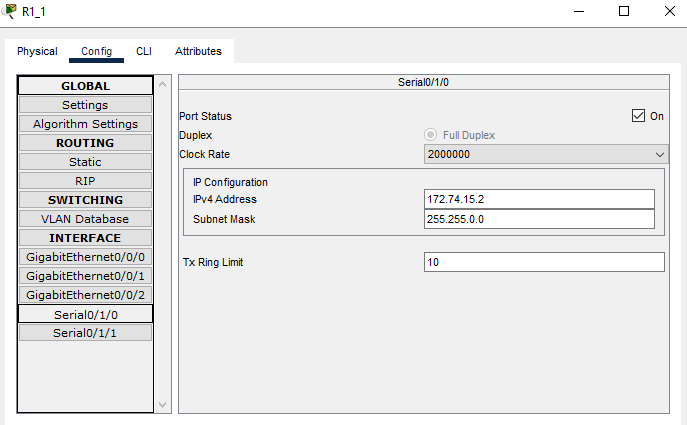 R1_1
Physical Config CLI Attributes
GLOBAL
Settings
Algorithm Settings
ROUTING
Static
RIP
SWITCHING
VLAN Database
INTERFACE
GigabitEthernet0/0/0
GigabitEthernet0/0/1
GigabitEthernet0/0/2
Serial0/1/0
Serial0/1/1
Serial0/1/0
Port Status On
Duplex Full Duplex
Clock Rate 2000000
IP Configuration
IPv4 Address 172.74.15.2
Subnet Mask 255.255.0.0
Tx Ring Limit 10